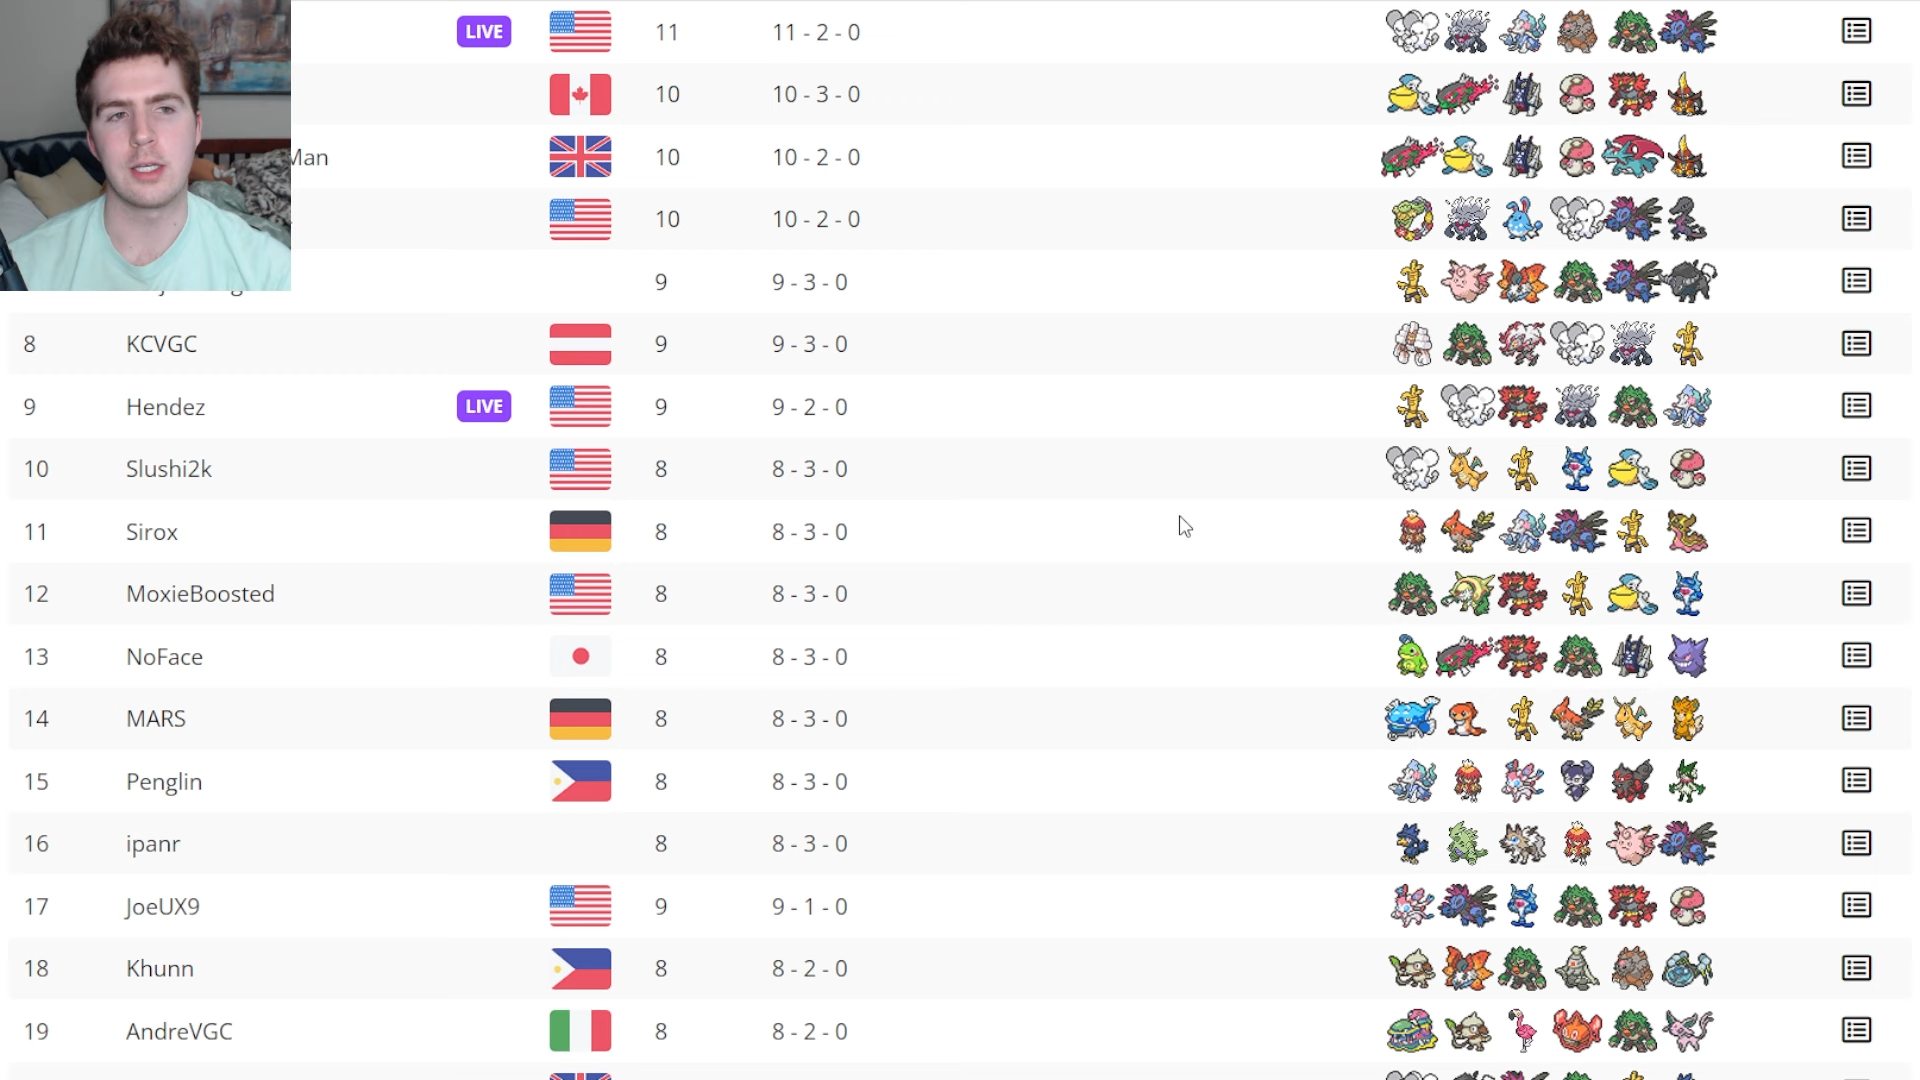 LIVE 11 11 - 2 - 0
10 10 - 3 - 0
Man 10 10 - 2 - 0
10 10 - 2 - 0
9 9 - 3 - 0
8 KCVGC 9 9 - 3 - 0
9 Hendez LIVE 9 9 - 2 - 0
10 Slushi2k 8 8 - 3 - 0
11 Sirox 8 8 - 3 - 0
12 MoxieBoosted 8 8 - 3 - 0
13 NoFace 8 8 - 3 - 0
14 MARS 8 8 - 3 - 0
15 Penglin 8 8 - 3 - 0
16 ipanr 8 8 - 3 - 0
17 JoeUX9 9 9 - 1 - 0
18 Khunn 8 8 - 2 - 0
19 AndreVGC 8 8 - 2 - 0